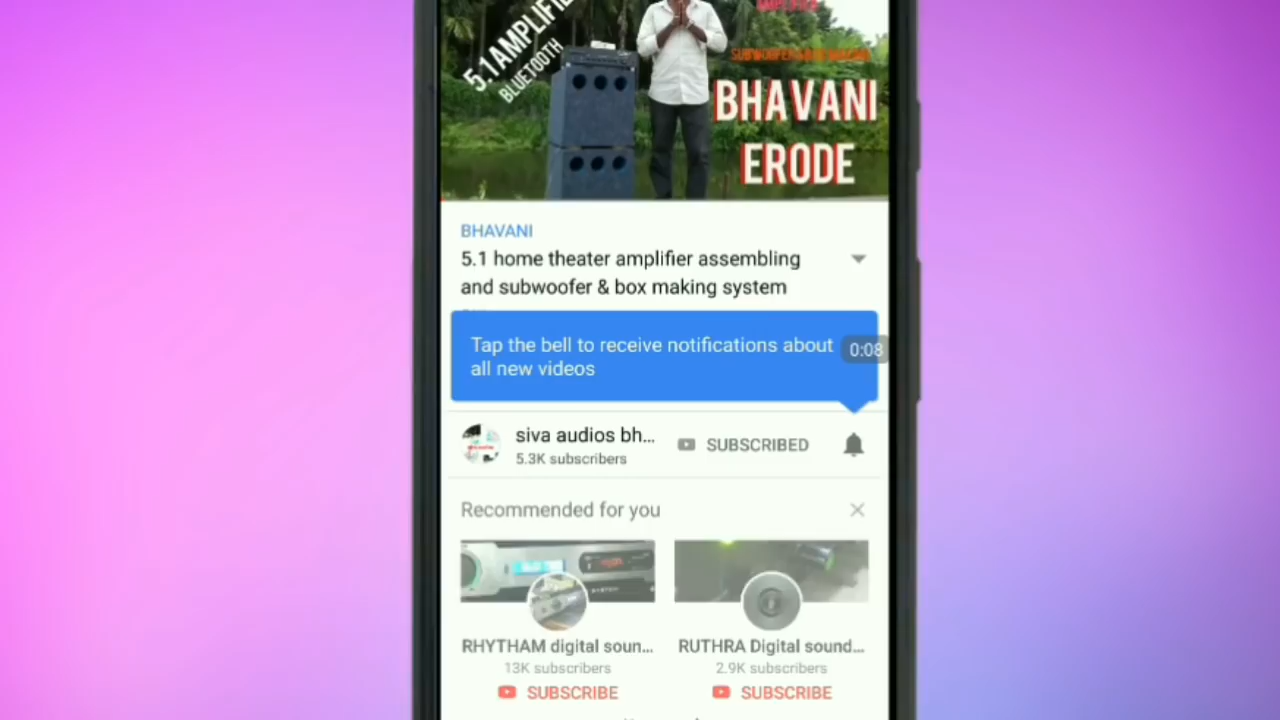 5.1 AMPLIFIE
BLUETOOTH
BHAVANI
ERODE
BHAVANI
5.1 home theater amplifier assembling
and subwoofer & box making system
Tap the bell to receive notifications about
all new videos
0:08
siva audios bh...
SUBSCRIBED
5.3K subscribers
Recommended for you
RHYTHAM digital soun...
RUTHRA Digital sound...
13K subscribers
2.9K subscribers
SUBSCRIBE
SUBSCRIBE